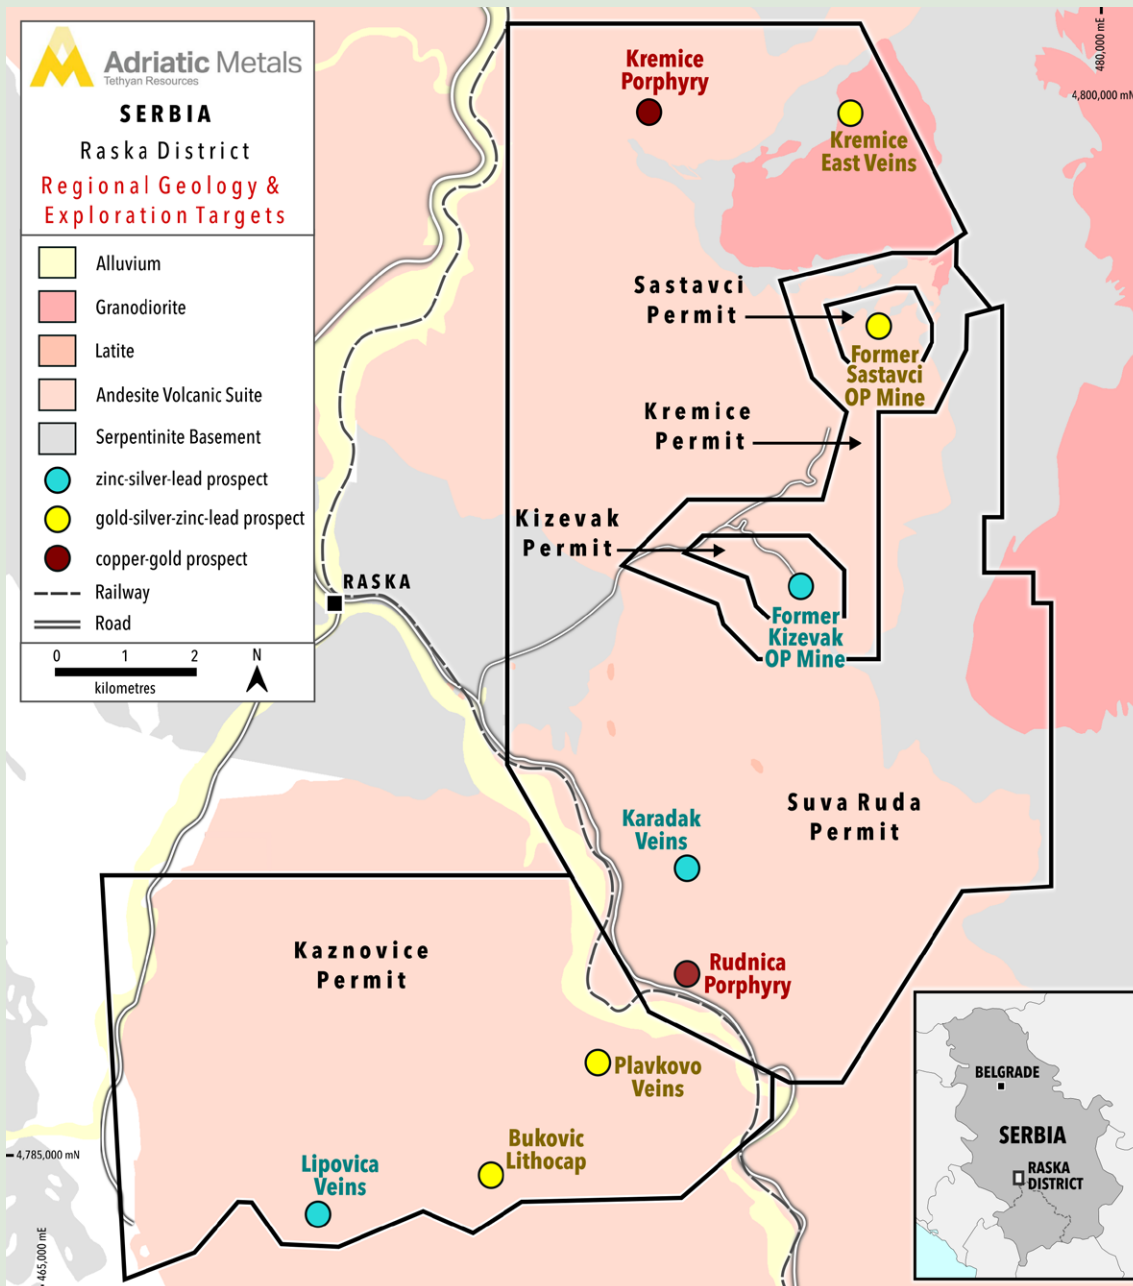 Adriatic Metals
Tethyan Resources
SERBIA
Raska District
Regional Geology &
Exploration Targets
Alluvium
Granodiorite
Latite
Andesite Volcanic Suite
Serpentinite Basement
zinc-silver-lead prospect
gold-silver-zinc-lead prospect
copper-gold prospect
Railway
Road
0 1 2
kilometres
N
480,000 mE
4,800,000 mN
Kremice
Porphyry
Kremice
East Veins
Sastavci
Permit
Former
Sastavci
OP Mine
Kremice
Permit
Kizevak
Permit
Former
Kizevak
OP Mine
RASKA
Suva Ruda
Permit
Karadak
Veins
Kaznovice
Permit
Rudnica
Porphyry
Plavkovo
Veins
Bukovic
Lithocap
Lipovica
Veins
4,785,000 mN
465,000 mE
BELGRADE
SERBIA
RASKA
DISTRICT